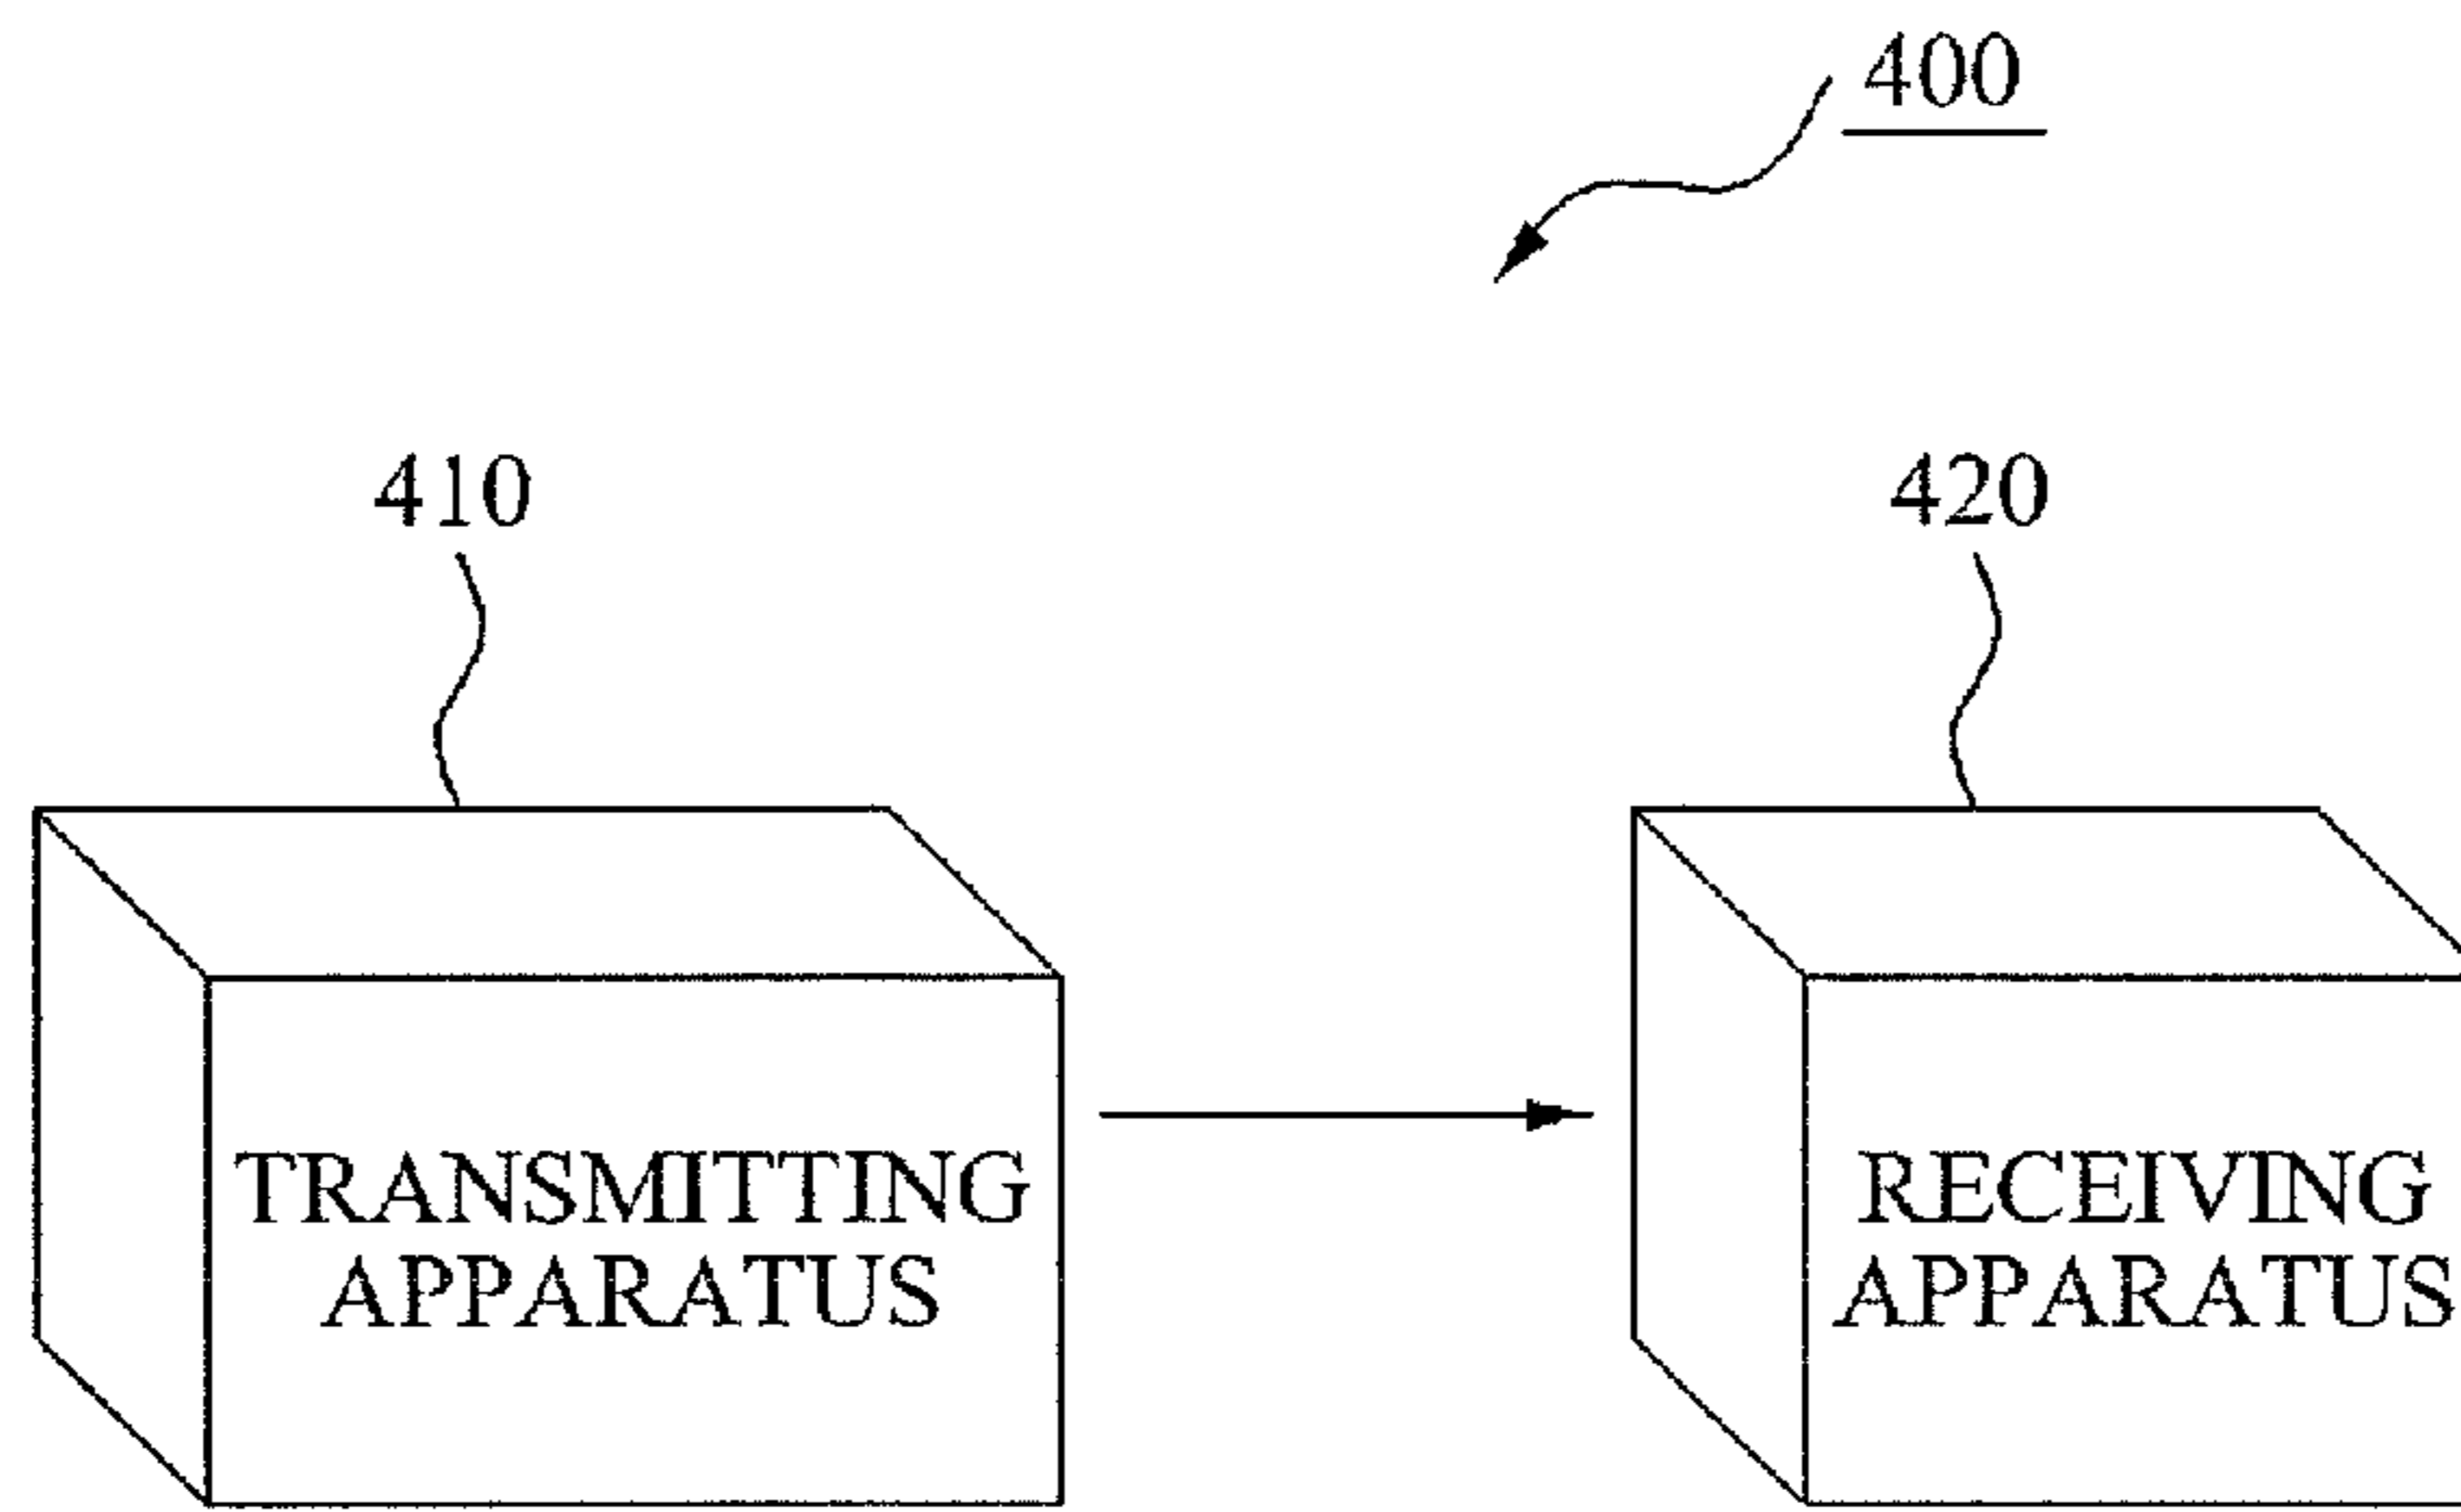 400
410
420
TRANSMITTING
APPARATUS
RECEIVING
APPARATUS